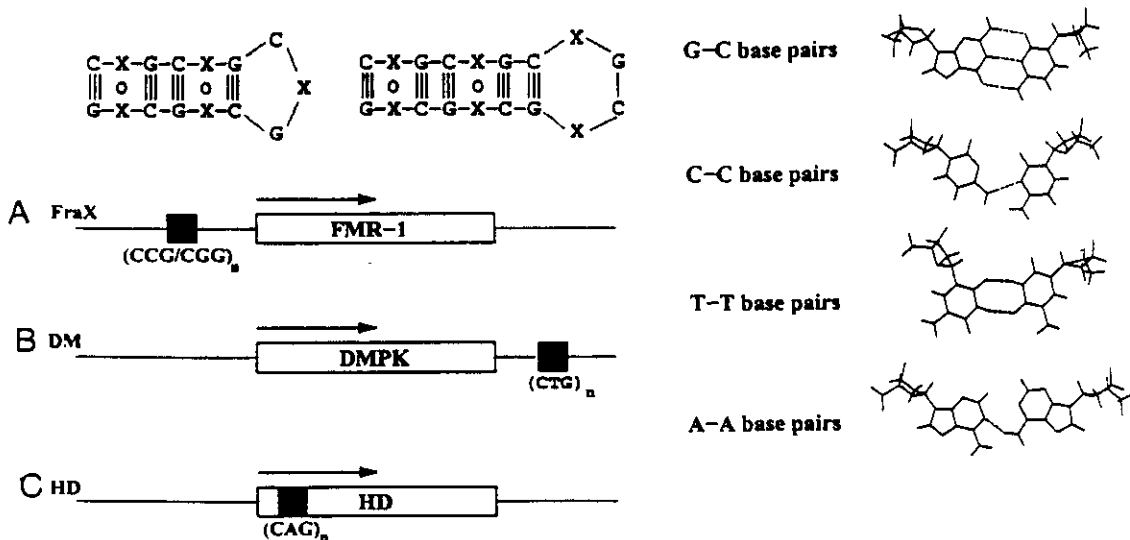 C X
C-X-G-C-X-G
o o X
G-X-C-G-X-C
G
X G
C-X-G-C-X-G-C
o o
G-X-C-G-X-C-G
X C
A FraX
FMR-1
(CCG/CGG)n
B DM
DMPK
(CTG)n
C HD
HD
(CAG)n
G-C base pairs
C-C base pairs
T-T base pairs
A-A base pairs